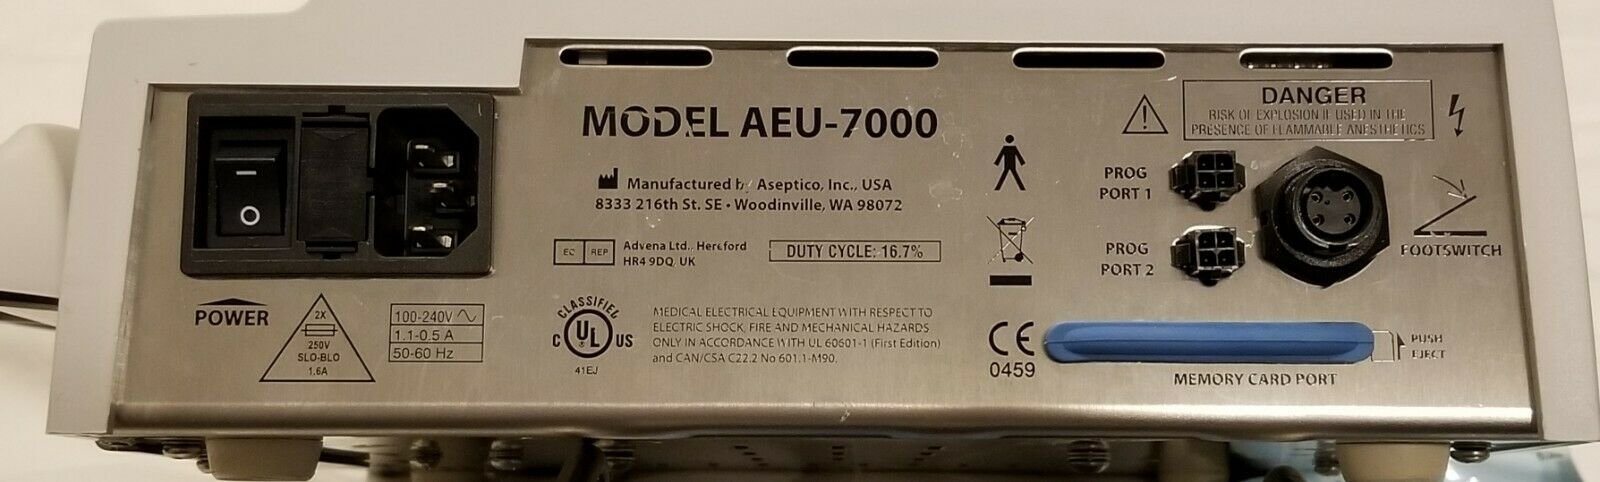 MODEL AEU-7000
Manufactured by Aseptico, Inc., USA
8333 216th St. SE • Woodinville, WA 98072
EC REP
Advena Ltd., Hereford
HR4 9DQ, UK
DUTY CYCLE: 16.7%
POWER
2X
250V
SLO-BLO
1.6A
100-240V
1.1-0.5 A
50-60 Hz
CLASSIFIED
C UL US
®
41EJ
MEDICAL ELECTRICAL EQUIPMENT WITH RESPECT TO
ELECTRIC SHOCK, FIRE AND MECHANICAL HAZARDS
ONLY IN ACCORDANCE WITH UL 60601-1 (First Edition)
and CAN/CSA C22.2 No 601.1-M90.
CE
0459
DANGER
RISK OF EXPLOSION IF USED IN THE
PRESENCE OF FLAMMABLE ANESTHETICS
PROG
PORT 1
PROG
PORT 2
FOOTSWITCH
PUSH
EJECT
MEMORY CARD PORT